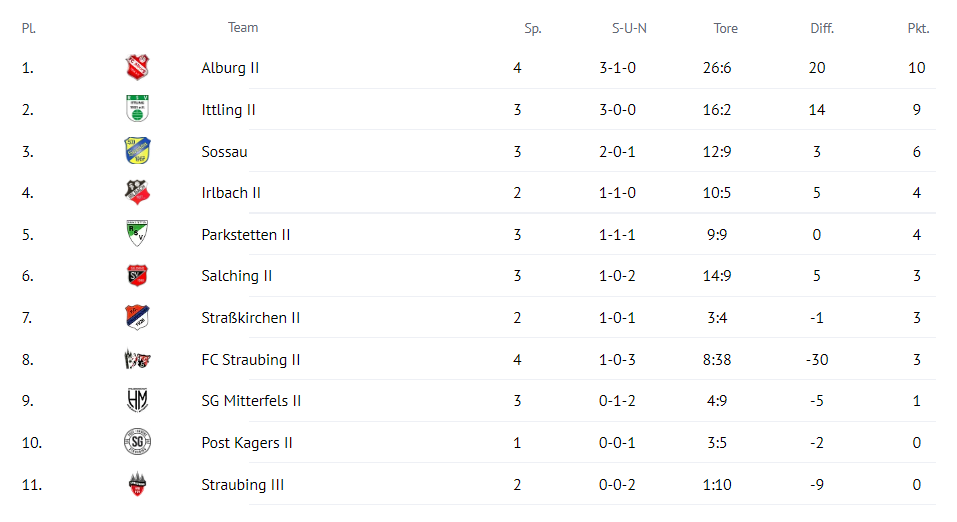 Pl. Team Sp. S-U-N Tore Diff. Pkt.
1. Alburg II 4 3-1-0 26:6 20 10
2. Ittling II 3 3-0-0 16:2 14 9
3. Sossau 3 2-0-1 12:9 3 6
4. Irlbach II 2 1-1-0 10:5 5 4
5. Parkstetten II 3 1-1-1 9:9 0 4
6. Salching II 3 1-0-2 14:9 5 3
7. Straßkirchen II 2 1-0-1 3:4 -1 3
8. FC Straubing II 4 1-0-3 8:38 -30 3
9. SG Mitterfels II 3 0-1-2 4:9 -5 1
10. SG Post Kagers II 1 0-0-1 3:5 -2 0
11. Straubing III 2 0-0-2 1:10 -9 0